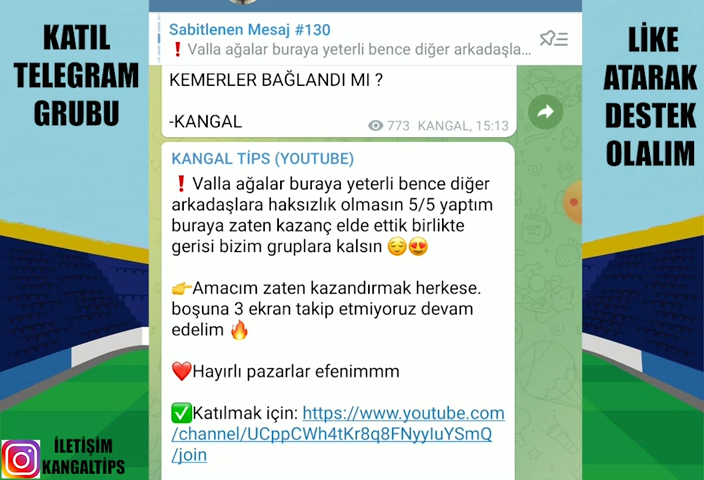 KATIL
TELEGRAM
GRUBU
Sabitlenen Mesaj #130
❗ Valla ağalar buraya yeterli bence diğer arkadaşla...
KEMERLER BAĞLANDI MI ?
-KANGAL
773 KANGAL, 15:13
KANGAL TİPS (YOUTUBE)
❗ Valla ağalar buraya yeterli bence diğer
arkadaşlara haksızlık olmasın 5/5 yaptım
buraya zaten kazanç elde ettik birlikte
gerisi bizim gruplara kalsın 😌😍
👉Amacım zaten kazandırmak herkese.
boşuna 3 ekran takip etmiyoruz devam
edelim 🔥
❤️Hayırlı pazarlar efenimmm
✅Katılmak için: https://www.youtube.com
/channel/UCppCWh4tKr8q8FNyyIuYSmQ
/join
LİKE
ATARAK
DESTEK
OLALIM
İLETİŞİM
KANGALTİPS